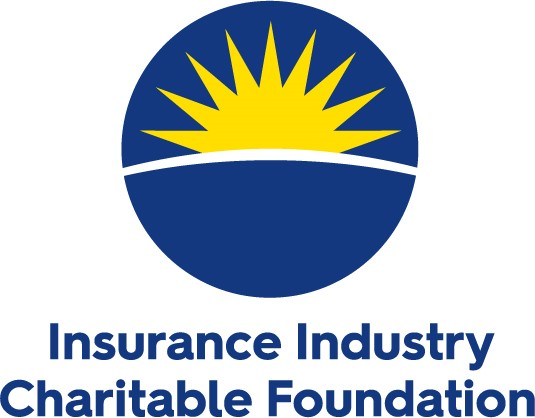 Insurance Industry
Charitable Foundation